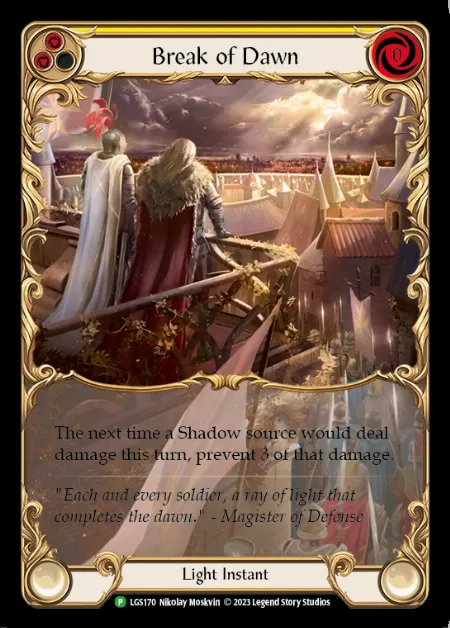 Break of Dawn
0
The next time a Shadow source would deal
damage this turn, prevent 3 of that damage.
"Each and every soldier, a ray of light that
completes the dawn." - Magister of Defense
Light Instant
P LGS170 Nikolay Moskvin © 2023 Legend Story Studios